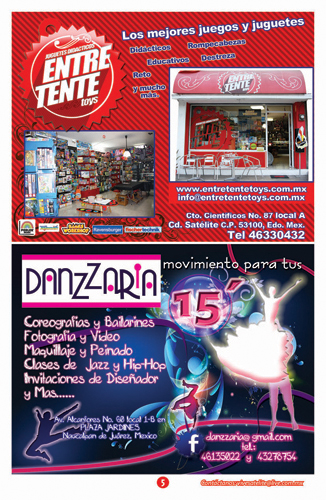 Los mejores juegos y juguetes
JUGUETES DIDACTICOS
ENTRE
TENTE
toys
Didácticos Rompecabezas
Educativos Destreza
Reto
y mucho
más.
ENTRE
TENTE
www.entretentetoys.com.mx
info@entretentetoys.com.mx
Cto. Científicos No. 87 local A
Cd. Satélite C.P. 53100, Edo. Mex.
Tel 46330432
Ravensburger
fischertechnik
DANZZARIA
movimiento para tus
15´
Coreografías y Bailarines
Fotografía y Video
Maquillaje y Peinado
Clases de Jazz y Hip-Hop
Invitaciones de Diseñador
y Mas......
Av. Alcanfores No. 60 local 1-B en
PLAZA JARDINES
Naucalpan de Juárez, México
f
danzzaria@gmail.com
tell.:
46135022 y 43276754
5